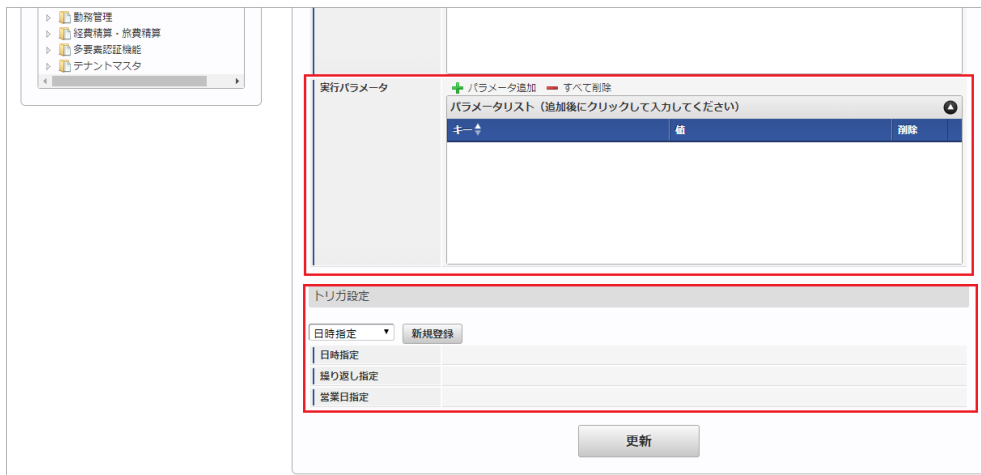 勤務管理
経費精算・旅費精算
多要素認証機能
テナントマスタ
実行パラメータ
パラメータ追加 すべて削除
パラメータリスト（追加後にクリックして入力してください）
キー 値 削除
トリガ設定
日時指定 新規登録
日時指定
繰り返し指定
営業日指定
更新